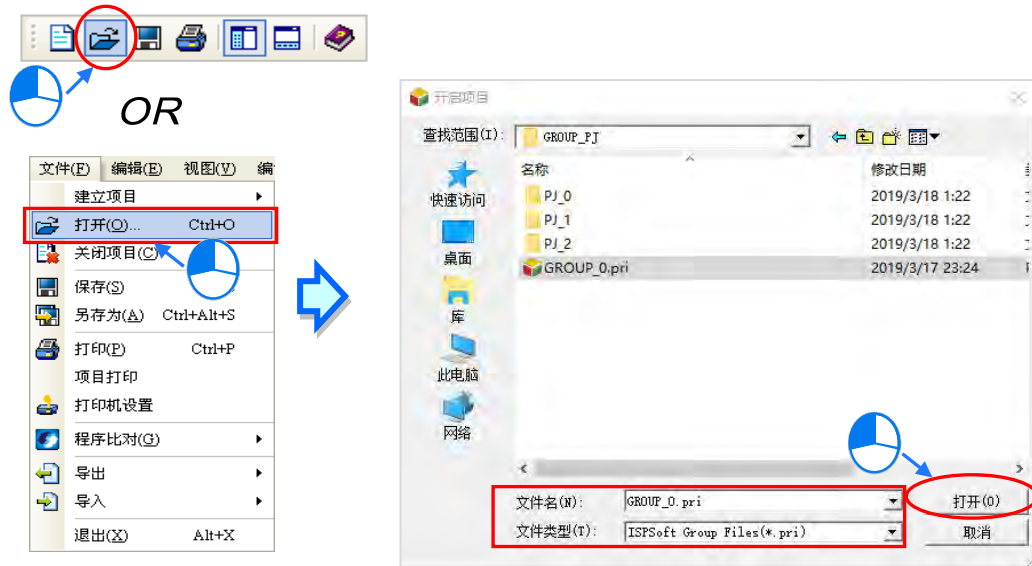 OR
文件(F) 编辑(E) 视图(V) 编
建立项目
打开(O)... Ctrl+O
关闭项目(C)
保存(S)
另存为(A) Ctrl+Alt+S
打印(P) Ctrl+P
项目打印
打印机设置
程序比对(G)
导出
导入
退出(X) Alt+X
开启项目
查找范围(I): GROUP_PJ
名称 修改日期
PJ_0 2019/3/18 1:22
PJ_1 2019/3/18 1:22
PJ_2 2019/3/18 1:22
GROUP_0.pri 2019/3/17 23:24
快速访问
桌面
库
此电脑
网络
文件名(N): GROUP_0.pri 打开(O)
文件类型(T): ISPSoft Group Files(*.pri) 取消